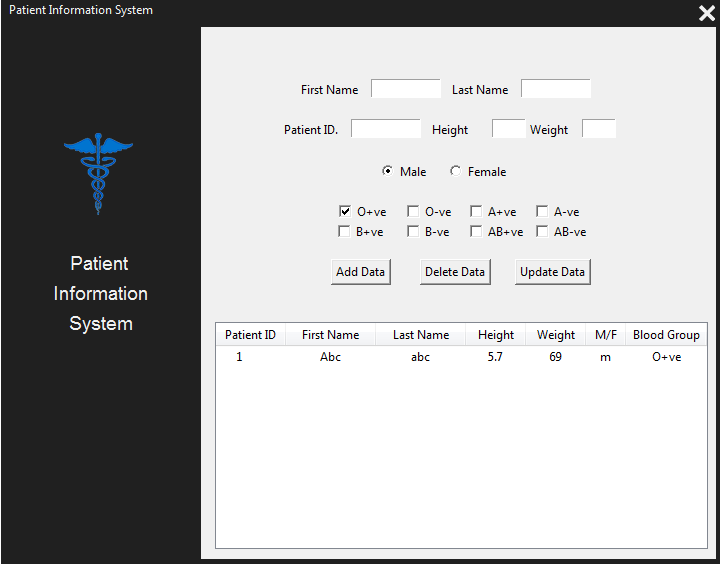 Patient Information System
First Name Last Name
Patient ID. Height Weight
Male Female
O+ve O-ve A+ve A-ve
B+ve B-ve AB+ve AB-ve
Add Data Delete Data Update Data
Patient
Information
System
Patient ID First Name Last Name Height Weight M/F Blood Group
1 Abc abc 5.7 69 m O+ve